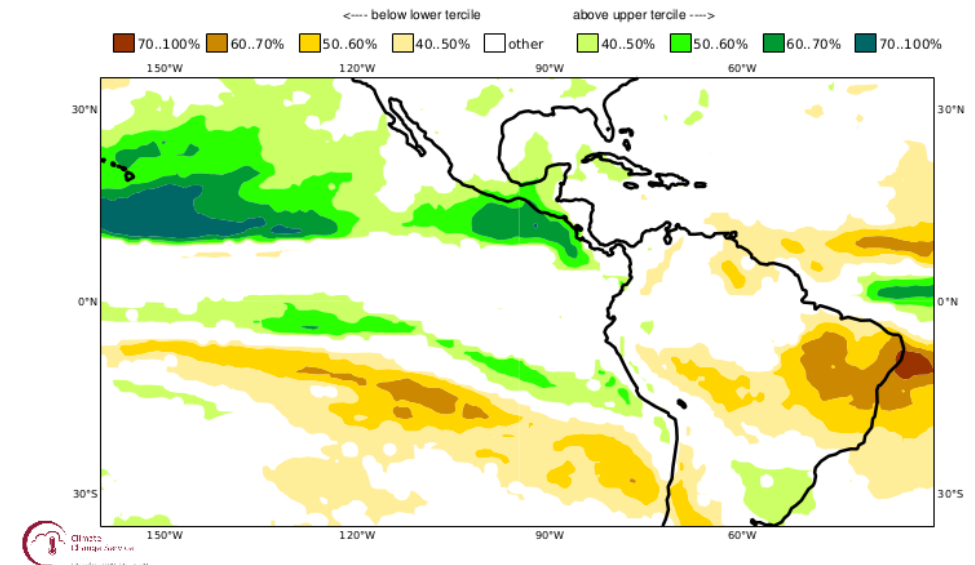 <---- below lower tercile above upper tercile ---->
70..100% 60..70% 50..60% 40..50% other 40..50% 50..60% 60..70% 70..100%
150°W 120°W 90°W 60°W
30°N 30°N
0°N 0°N
30°S 30°S
150°W 120°W 90°W 60°W
Climate
Change Service